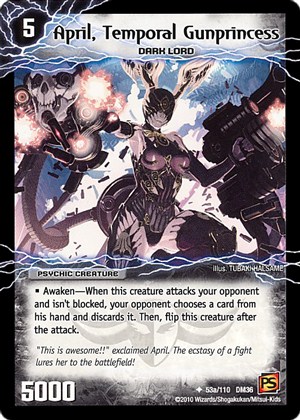 5
April, Temporal Gunprincess
DARK LORD
illus. TUBAKI HALSAME
PSYCHIC CREATURE
▪ Awaken—When this creature attacks your opponent
and isn't blocked, your opponent chooses a card from
his hand and discards it. Then, flip this creature after
the attack.
"This is awesome!!" exclaimed April. The ecstasy of a fight
lures her to the battlefield!
5000
✦ 53a/110 DM36
©2010 Wizards/Shogakukan/Mitsui-Kids
PS